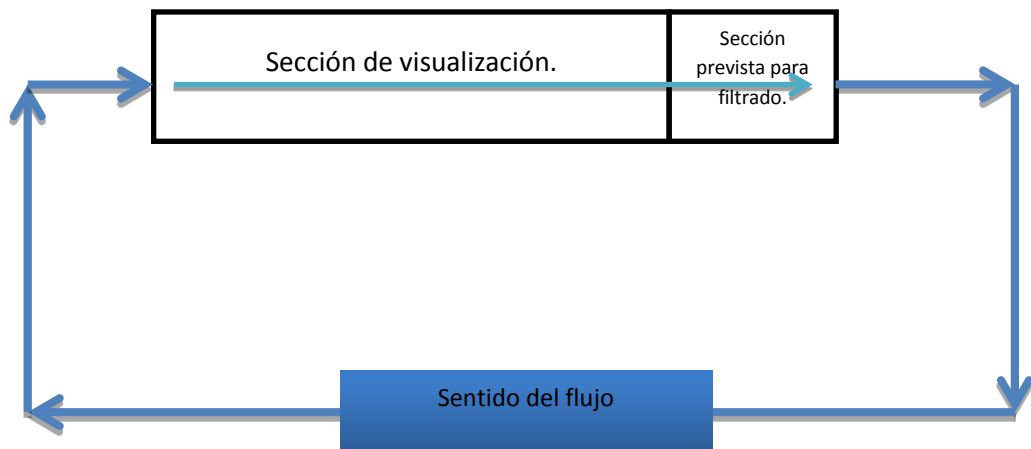 Sección de visualización.
Sección
prevista para
filtrado.
Sentido del flujo